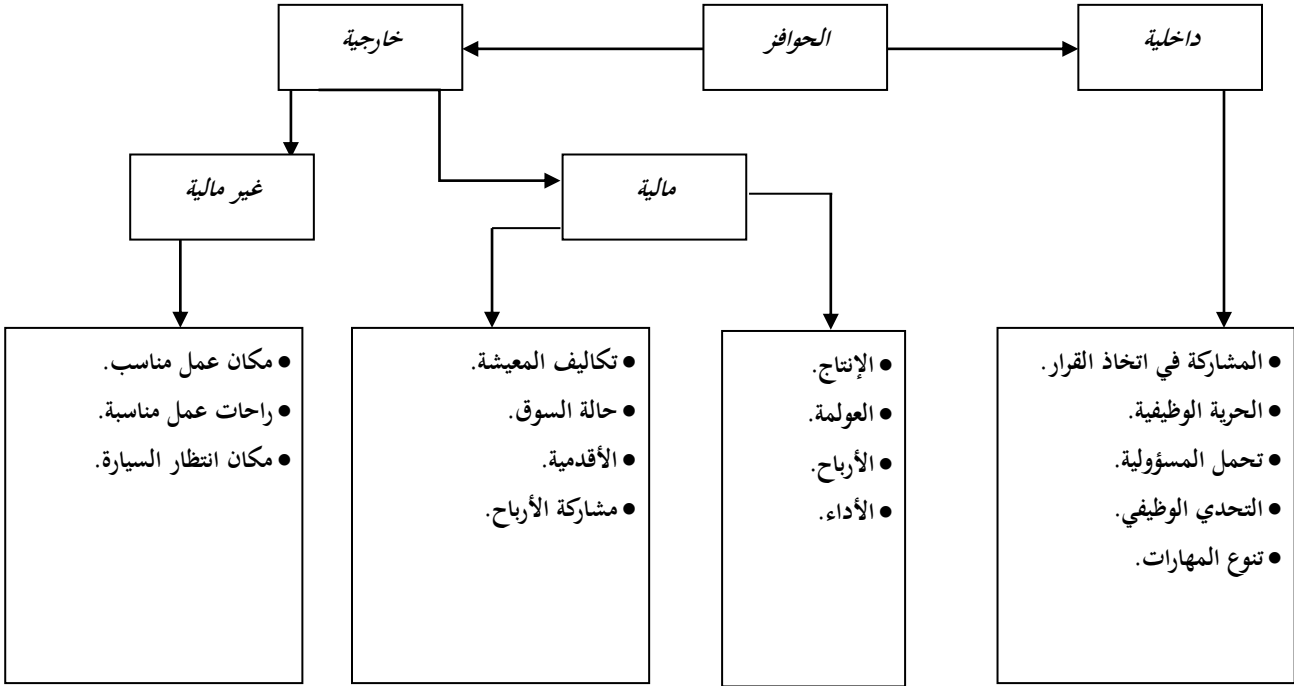 داخلية
الحوافز
خارجية
مالية
غير مالية
• المشاركة في اتخاذ القرار.
• الحرية الوظيفية.
• تحمل المسؤولية.
• التحدي الوظيفي.
• تنوع المهارات.
• الإنتاج.
• العولمة.
• الأرباح.
• الأداء.
• تكاليف المعيشة.
• حالة السوق.
• الأقدمية.
• مشاركة الأرباح.
• مكان عمل مناسب.
• راحات عمل مناسبة.
• مكان انتظار السيارة.